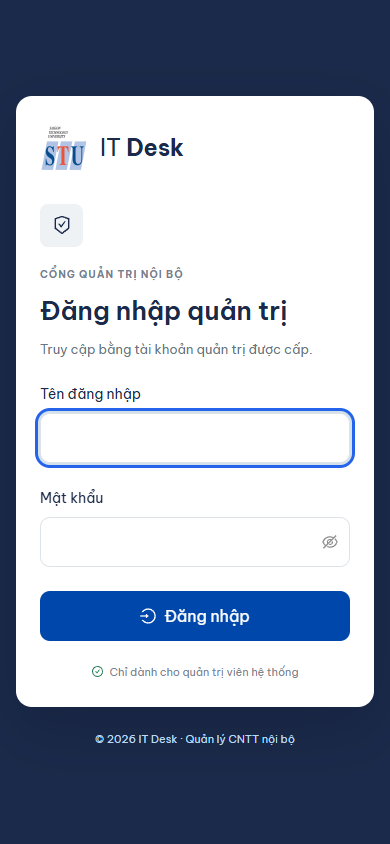 STU
IT Desk
CỔNG QUẢN TRỊ NỘI BỘ
Đăng nhập quản trị
Truy cập bằng tài khoản quản trị được cấp.
Tên đăng nhập
Mật khẩu
Đăng nhập
Chỉ dành cho quản trị viên hệ thống
© 2026 IT Desk · Quản lý CNTT nội bộ